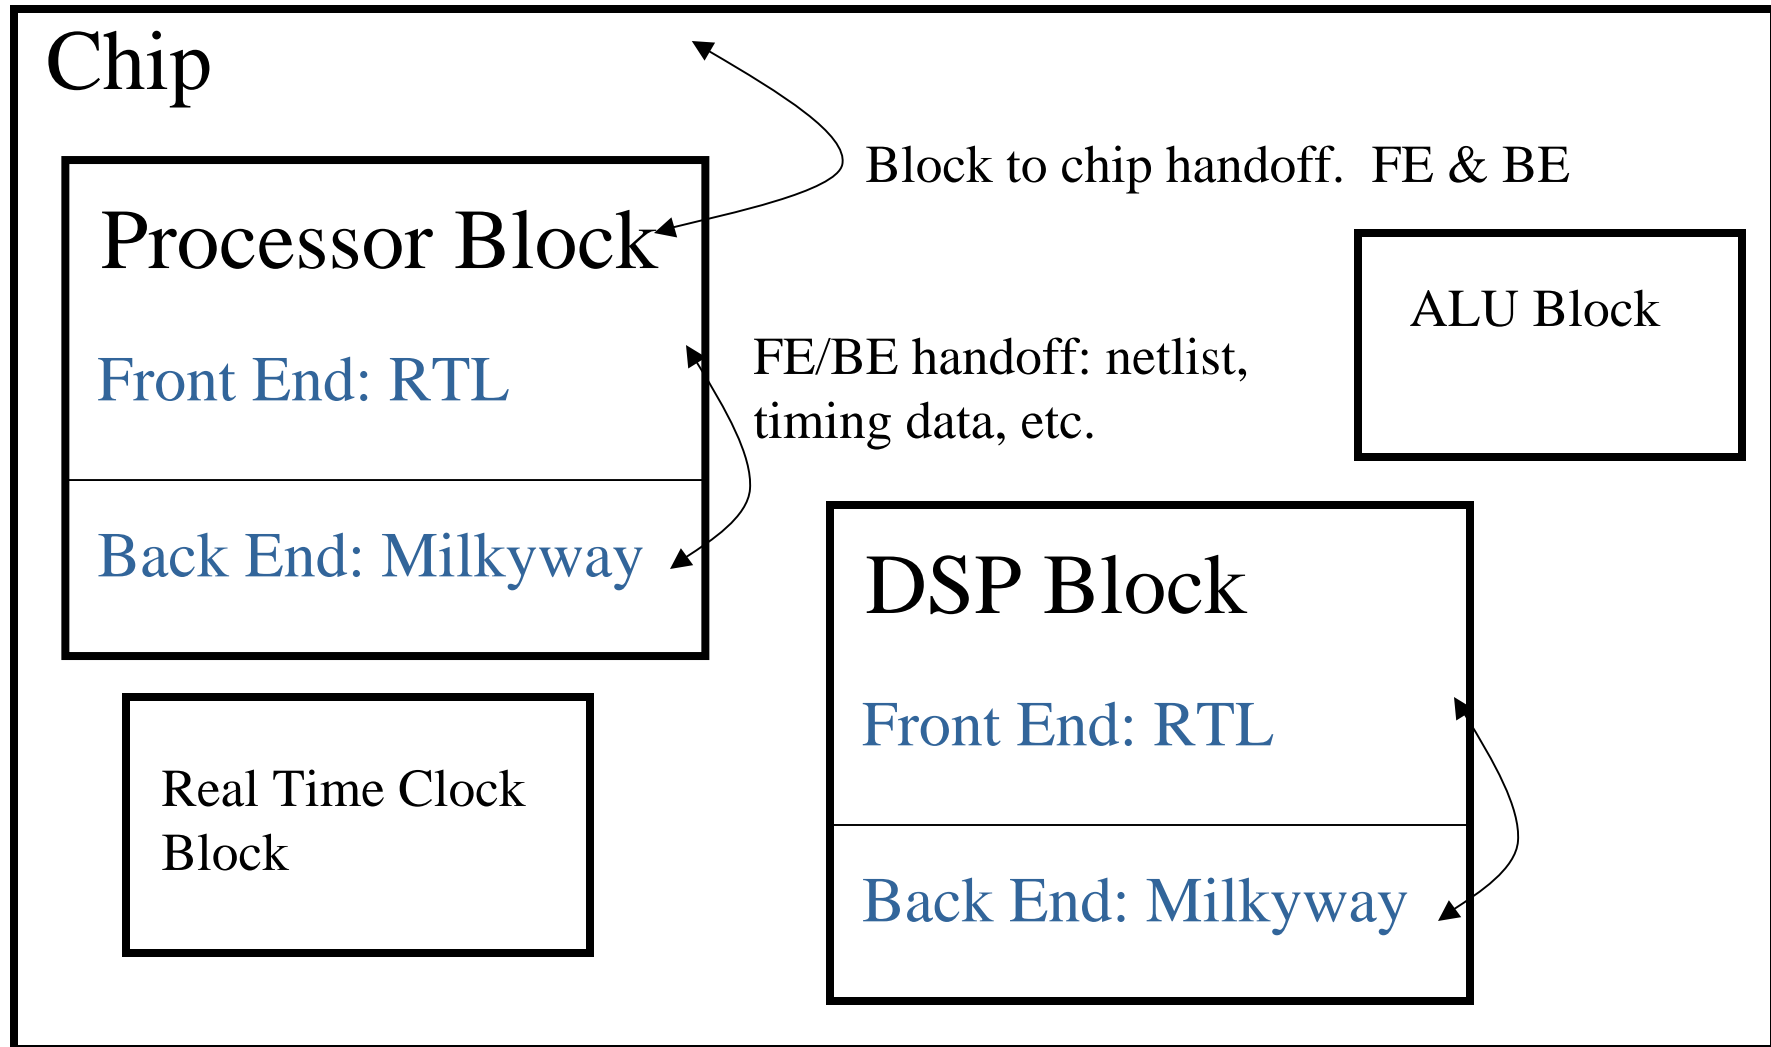 Chip
Block to chip handoff.  FE & BE
Processor Block
Front End: RTL
Back End: Milkyway
FE/BE handoff: netlist,
timing data, etc.
ALU Block
DSP Block
Front End: RTL
Back End: Milkyway
Real Time Clock
Block